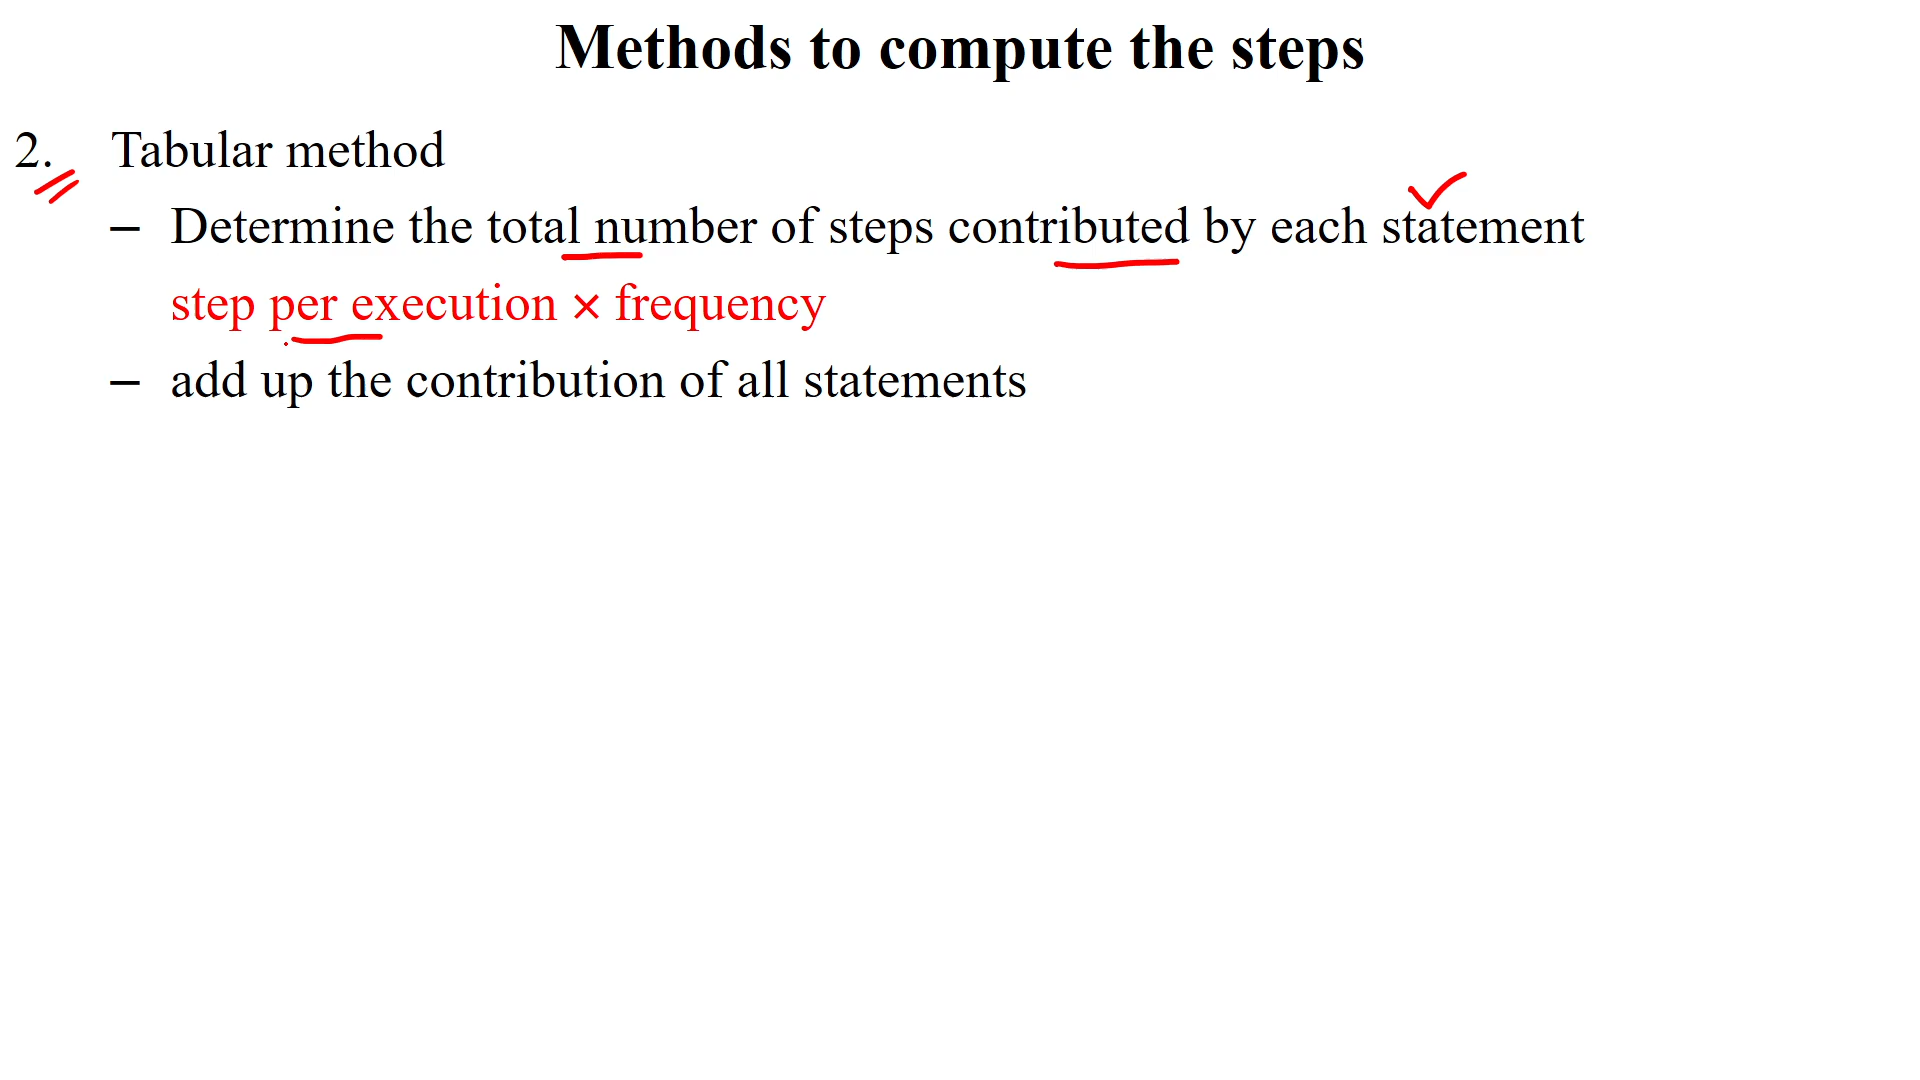 Methods to compute the steps
2. Tabular method
– Determine the total number of steps contributed by each statement
step per execution × frequency
– add up the contribution of all statements